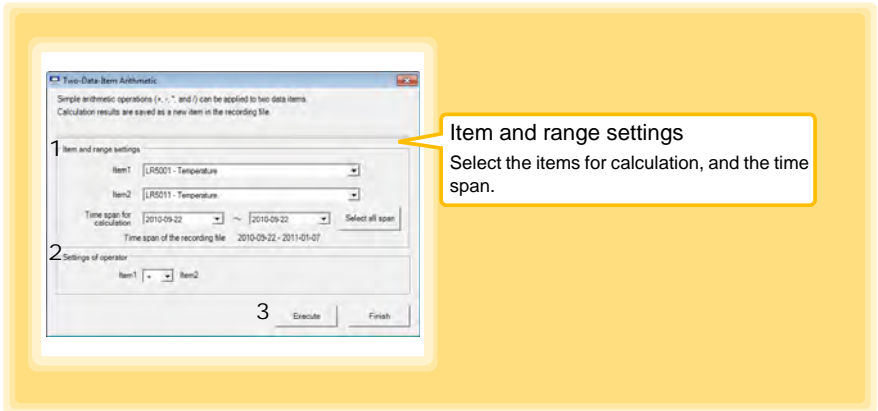 Two-Data-Item Arithmetic
Simple arithmetic operations (+, -, *, and /) can be applied to two data items.
Calculation results are saved as a new item in the recording file.
1
Item and range settings
Item1 LR5001 - Temperature
Item2 LR5011 - Temperature
Time span for calculation 2010-09-22 ~ 2010-09-22 Select all span
Time span of the recording file 2010-09-22 - 2011-01-07
2
Settings of operator
Item1 Item2
3
Execute Finish
Item and range settings
Select the items for calculation, and the time
span.